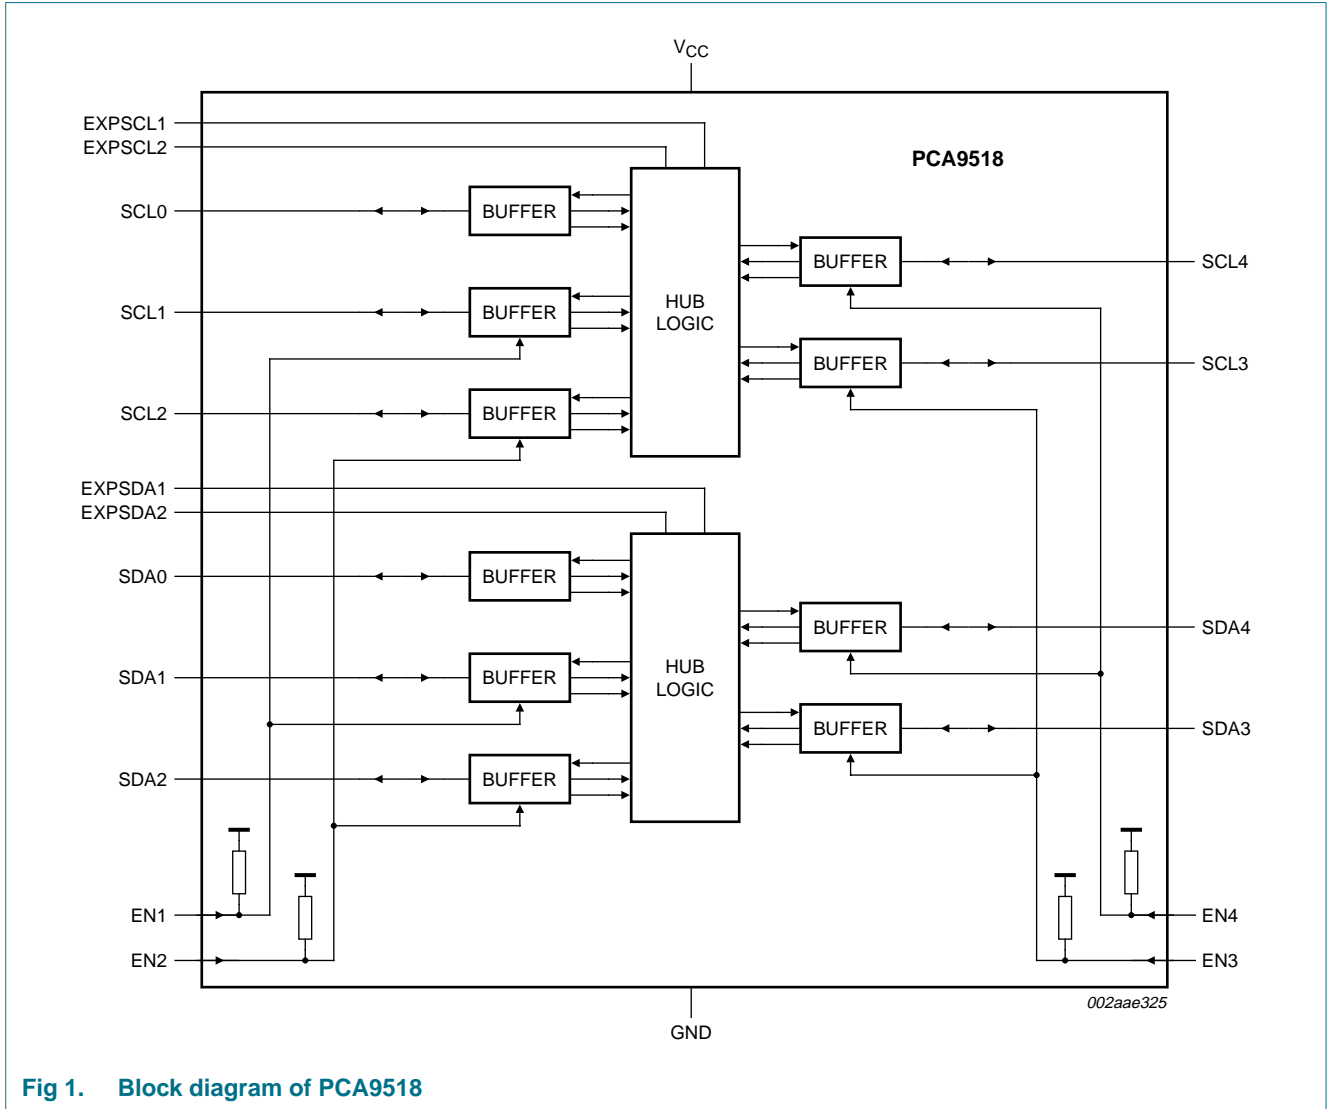 VCC
EXPSCL1
EXPSCL2
PCA9518
SCL0
BUFFER
SCL1
BUFFER
SCL2
BUFFER
HUB
LOGIC
BUFFER
SCL4
BUFFER
SCL3
EXPSDA1
EXPSDA2
SDA0
BUFFER
SDA1
BUFFER
SDA2
BUFFER
HUB
LOGIC
BUFFER
SDA4
BUFFER
SDA3
EN1
EN2
EN4
EN3
002aae325
GND
Fig 1. Block diagram of PCA9518